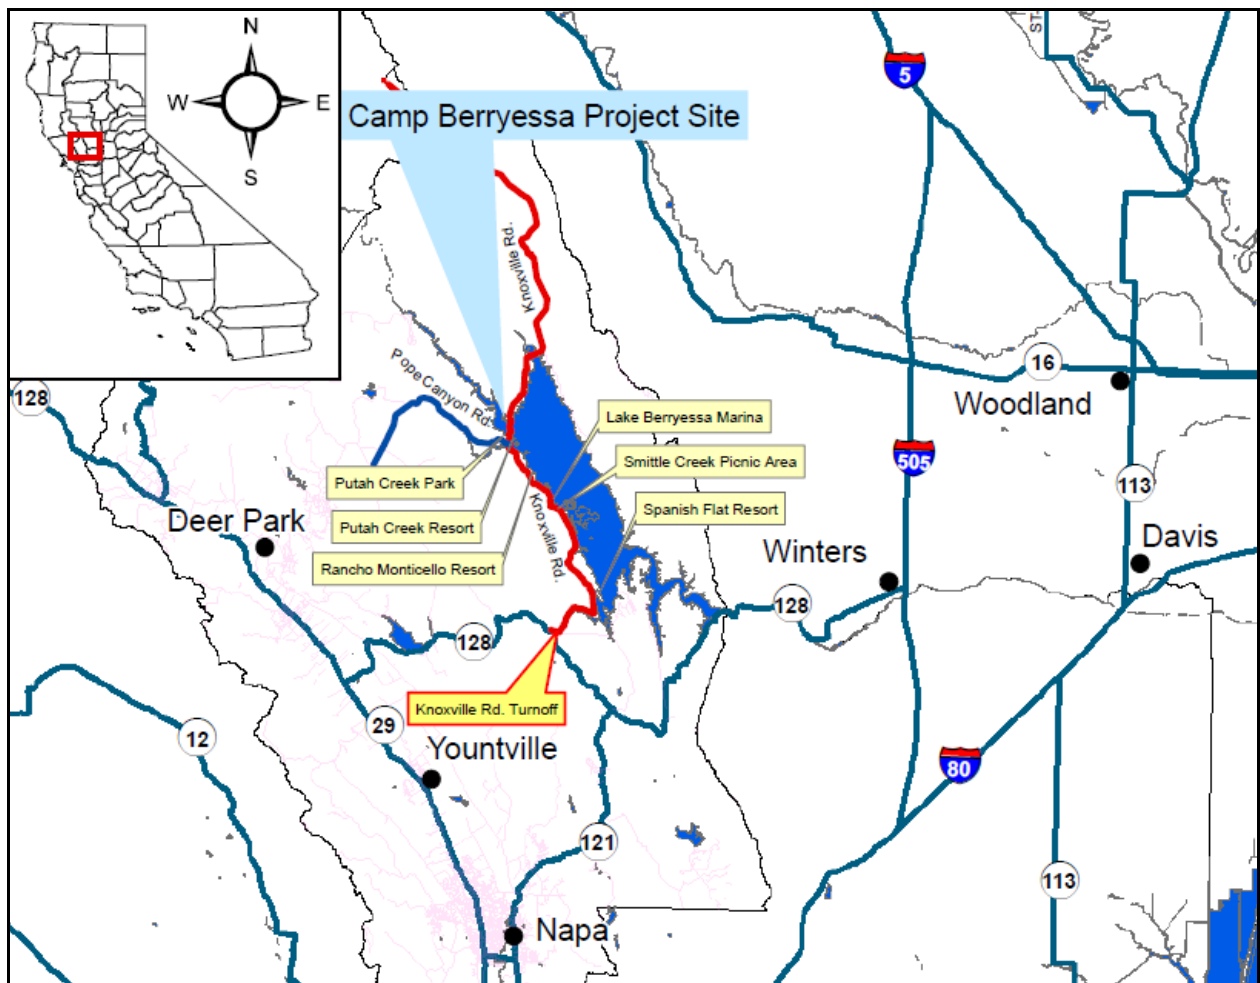 N
W
E
S
ST-
5
Camp Berryessa Project Site
Knoxville Rd.
Pope Canyon Rd.
16
128
Woodland
Lake Berryessa Marina
Smittle Creek Picnic Area
505
Putah Creek Park
113
Spanish Flat Resort
Putah Creek Resort
Deer Park
Knoxville Rd.
Winters
Davis
Rancho Monticello Resort
128
128
Knoxville Rd. Turnoff
29
12
Yountville
80
121
113
Napa